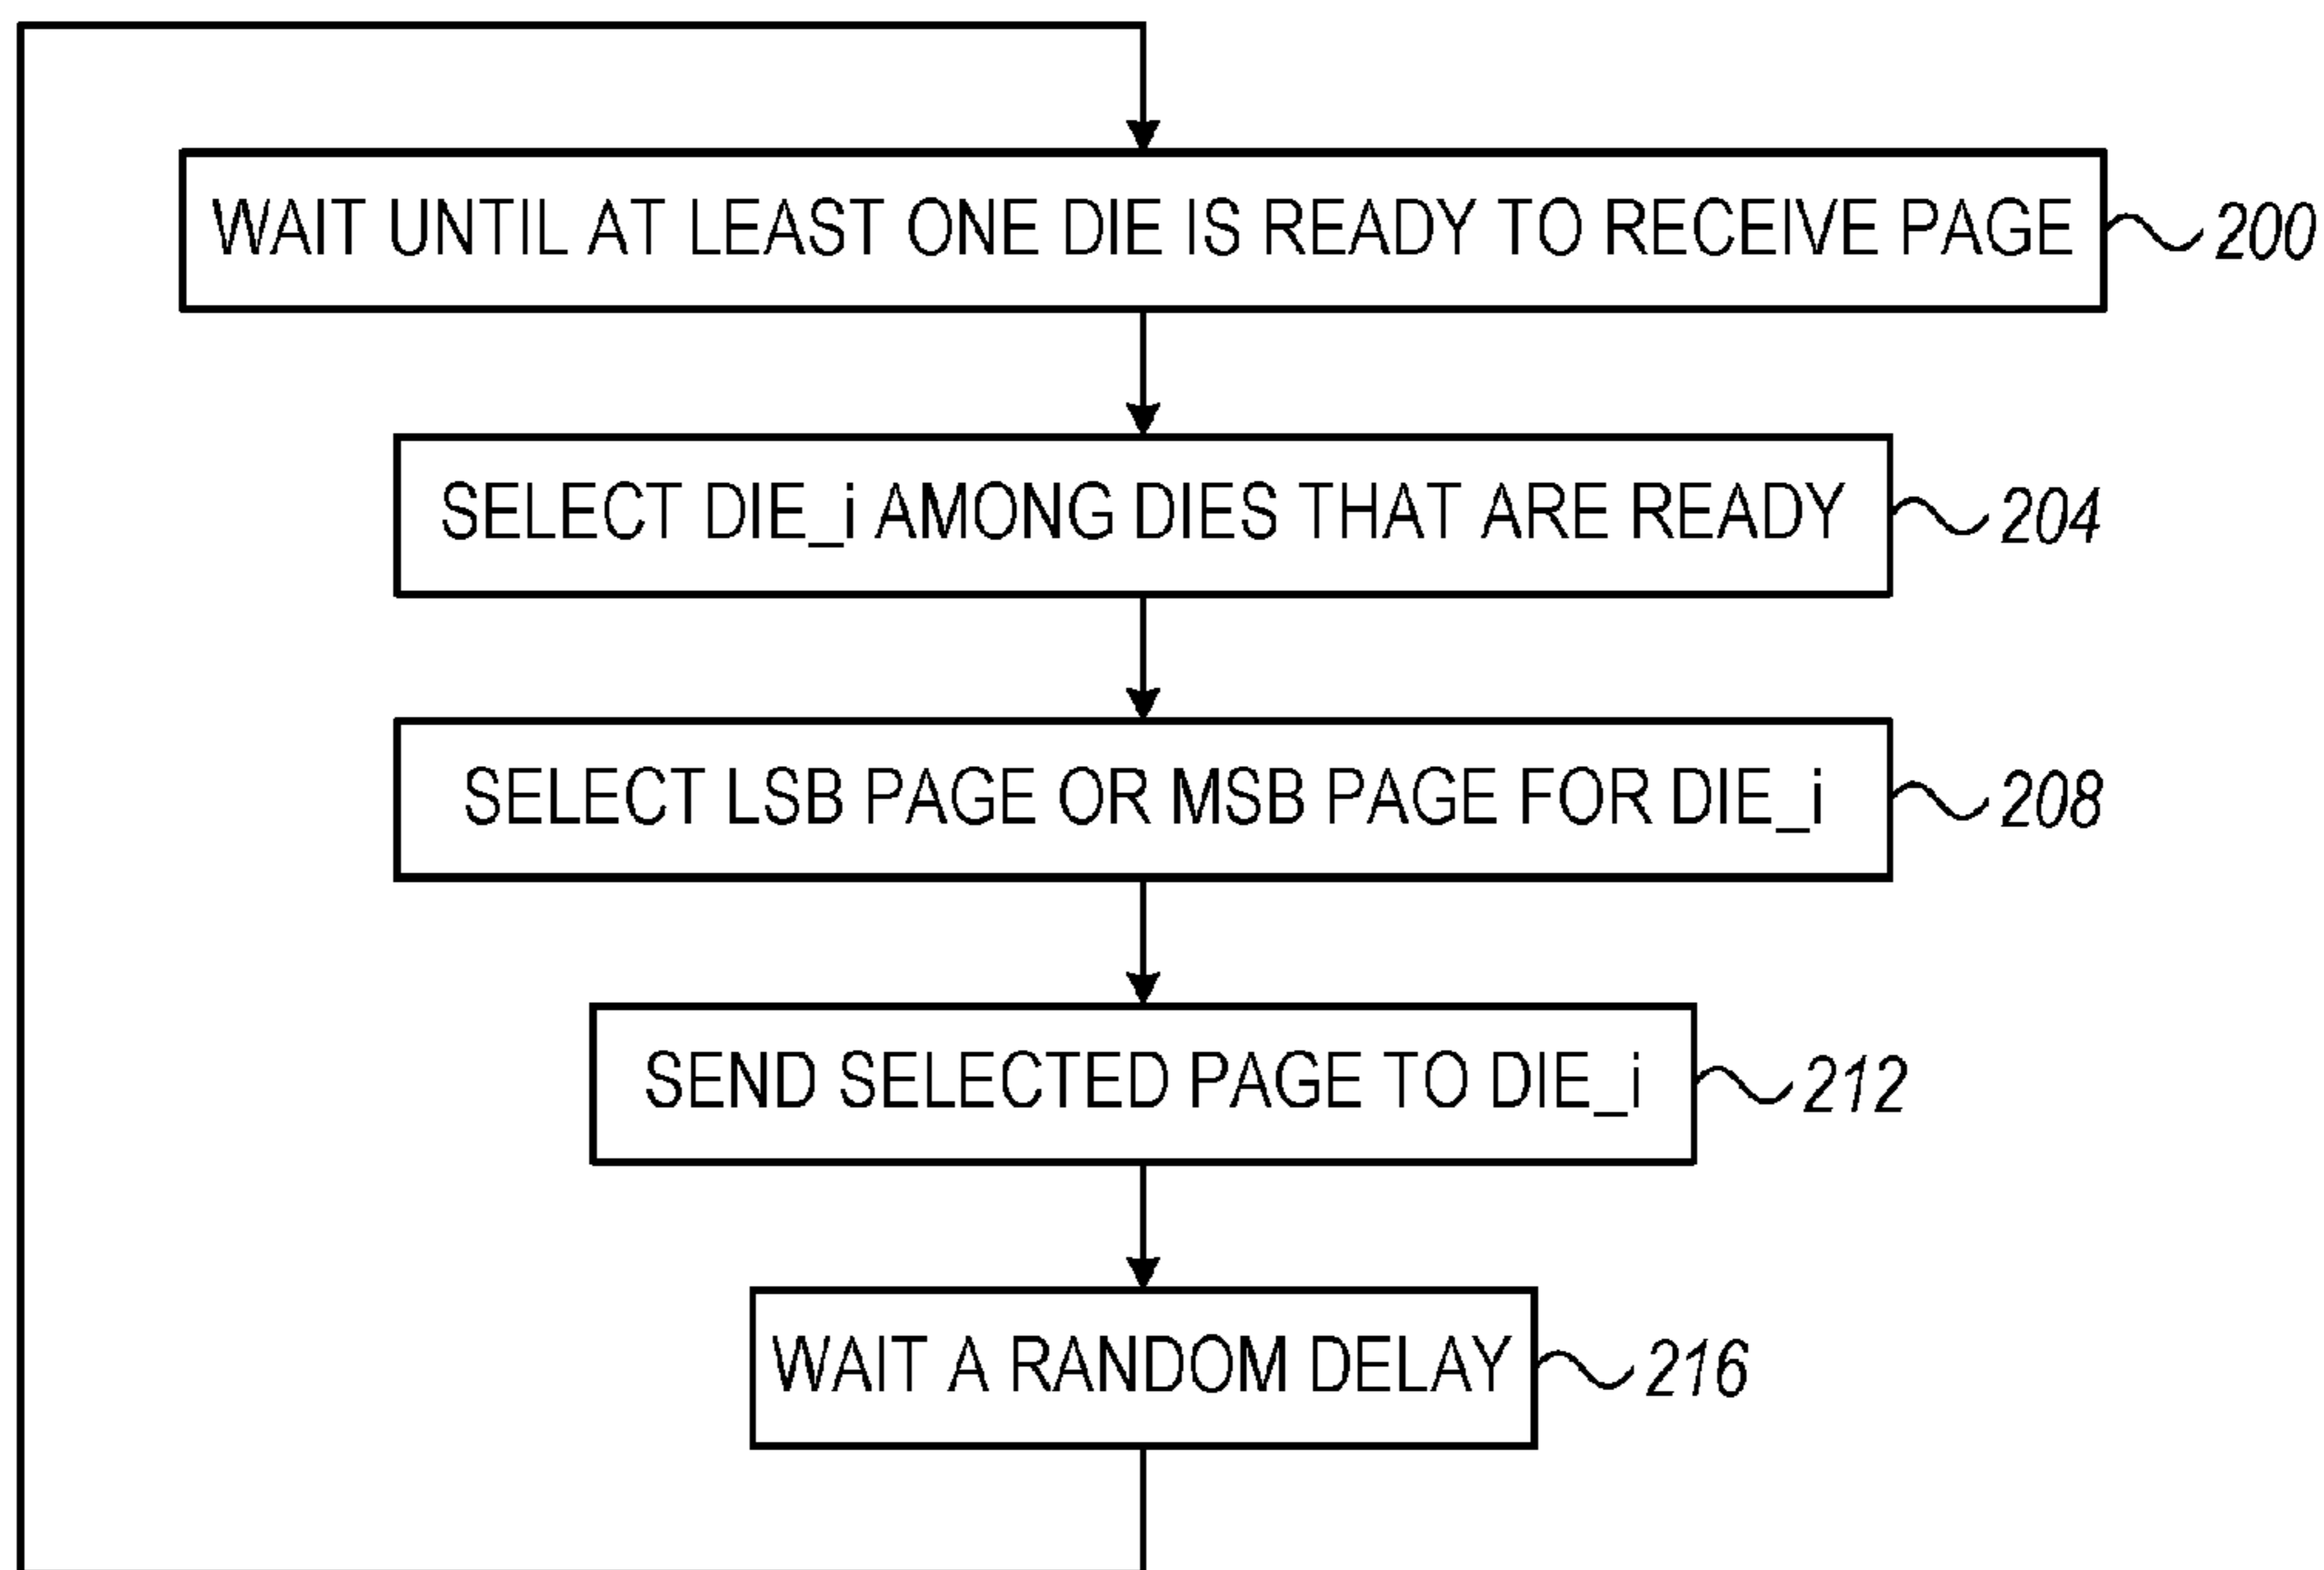 WAIT UNTIL AT LEAST ONE DIE IS READY TO RECEIVE PAGE 200
SELECT DIE_i AMONG DIES THAT ARE READY 204
SELECT LSB PAGE OR MSB PAGE FOR DIE_i 208
SEND SELECTED PAGE TO DIE_i 212
WAIT A RANDOM DELAY 216